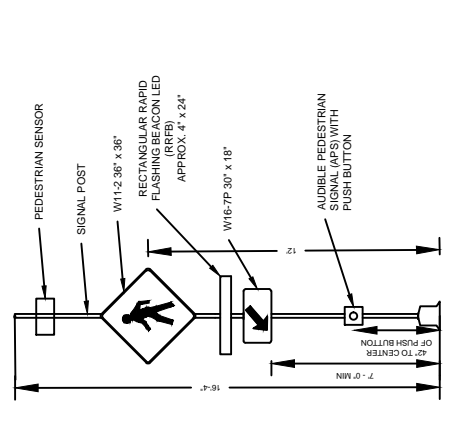 PEDESTRIAN SENSOR
SIGNAL POST
W11-2 36" x 36"
RECTANGULAR RAPID
FLASHING BEACON LED
(RRFB)
APPROX. 4" x 24"
W16-7P 30" x 18"
AUDIBLE PEDESTRIAN
SIGNAL (APS) WITH
PUSH BUTTON
12'
42" TO CENTER
OF PUSH BUTTON
7' - 0" MIN
16'-4"